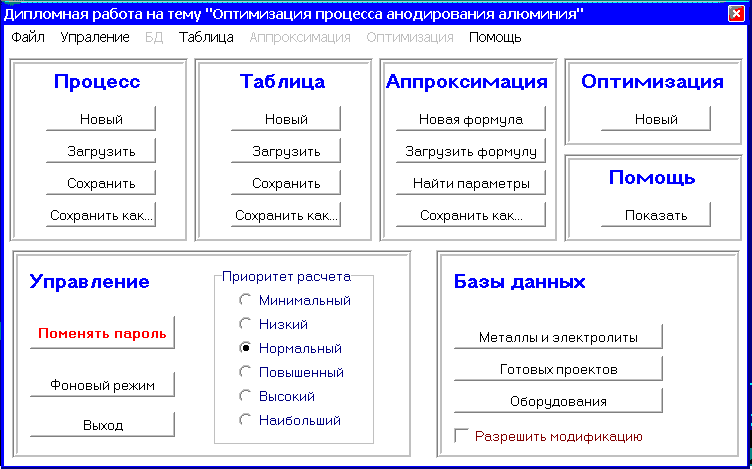 Дипломная работа на тему "Оптимизация процесса анодирования алюминия"
Файл Упраление БД Таблица Аппроксимация Оптимизация Помощь
Процесс
Новый
Загрузить
Сохранить
Сохранить как...
Таблица
Новый
Загрузить
Сохранить
Сохранить как...
Аппроксимация
Новая формула
Загрузить формулу
Найти параметры
Сохранить как...
Оптимизация
Новый
Помощь
Показать
Управление
Поменять пароль
Фоновый режим
Выход
Приоритет расчета
Минимальный
Низкий
Нормальный
Повышенный
Высокий
Наибольший
Базы данных
Металлы и электролиты
Готовых проектов
Оборудования
Разрешить модификацию